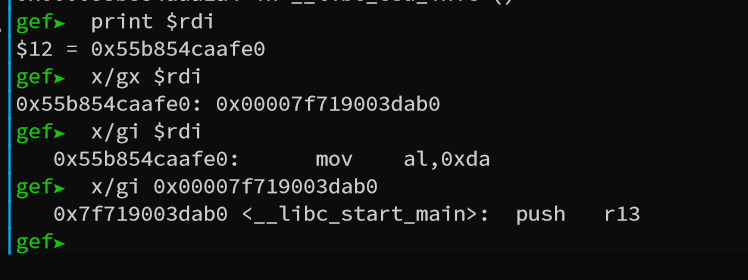 gef➤  print $rdi
$12 = 0x55b854caafe0
gef➤  x/gx $rdi
0x55b854caafe0: 0x00007f719003dab0
gef➤  x/gi $rdi
   0x55b854caafe0:      mov    al,0xda
gef➤  x/gi 0x00007f719003dab0
   0x7f719003dab0 <__libc_start_main>:  push   r13
gef➤